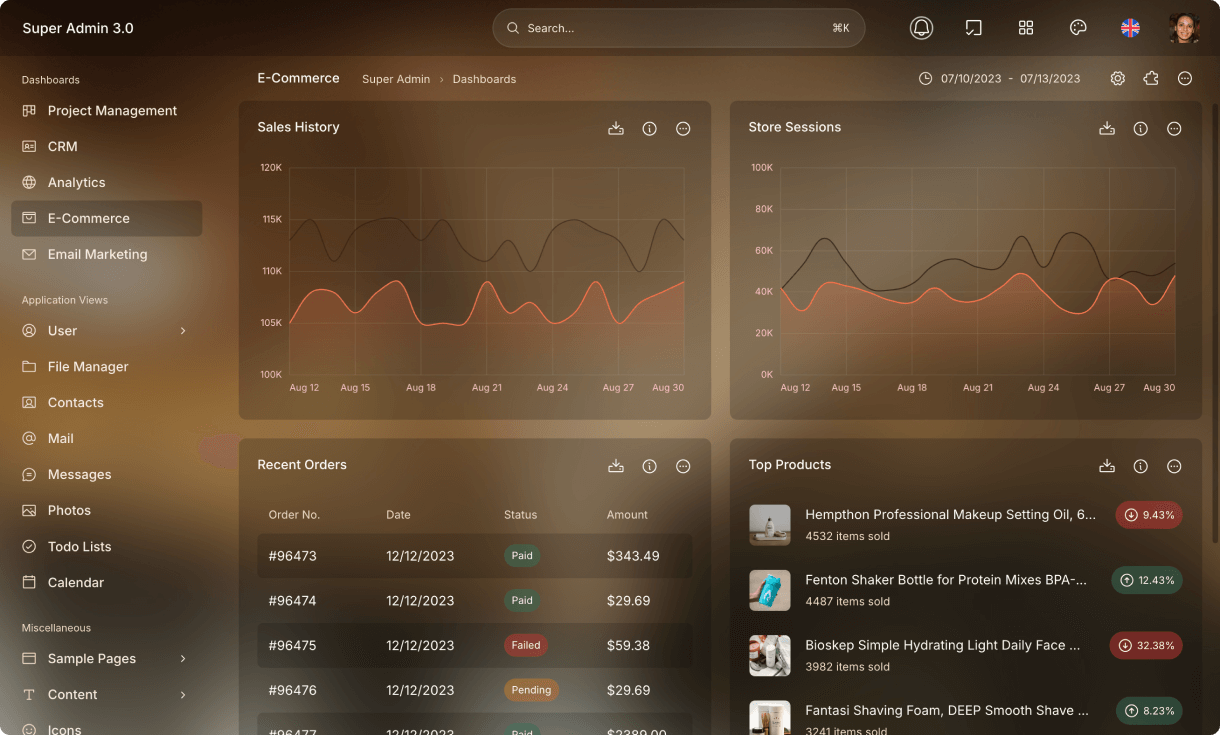 Super Admin 3.0
Search...
⌘K
Dashboards
Project Management
CRM
Analytics
E-Commerce
Email Marketing
Application Views
User
File Manager
Contacts
Mail
Messages
Photos
Todo Lists
Calendar
Miscellaneous
Sample Pages
Content
Icons
E-Commerce Super Admin › Dashboards
07/10/2023 - 07/13/2023
Sales History
120K
115K
110K
105K
100K
Aug 12 Aug 15 Aug 18 Aug 21 Aug 24 Aug 27 Aug 30
Store Sessions
100K
80K
60K
40K
20K
0K
Aug 12 Aug 15 Aug 18 Aug 21 Aug 24 Aug 27 Aug 30
Recent Orders
Order No. Date Status Amount
#96473 12/12/2023 Paid $343.49
#96474 12/12/2023 Paid $29.69
#96475 12/12/2023 Failed $59.38
#96476 12/12/2023 Pending $29.69
#96477 12/12/2023 Paid $2389.00
Top Products
Hempthon Professional Makeup Setting Oil, 6... 9.43%
4532 items sold
Fenton Shaker Bottle for Protein Mixes BPA-... 12.43%
4487 items sold
Bioskep Simple Hydrating Light Daily Face ... 32.38%
3982 items sold
Fantasi Shaving Foam, DEEP Smooth Shave ... 8.23%
3241 items sold